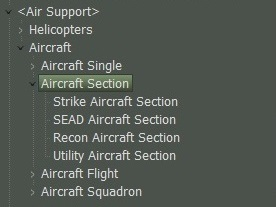 <Air Support>
Helicopters
Aircraft
Aircraft Single
Aircraft Section
Strike Aircraft Section
SEAD Aircraft Section
Recon Aircraft Section
Utility Aircraft Section
Aircraft Flight
Aircraft Squadron